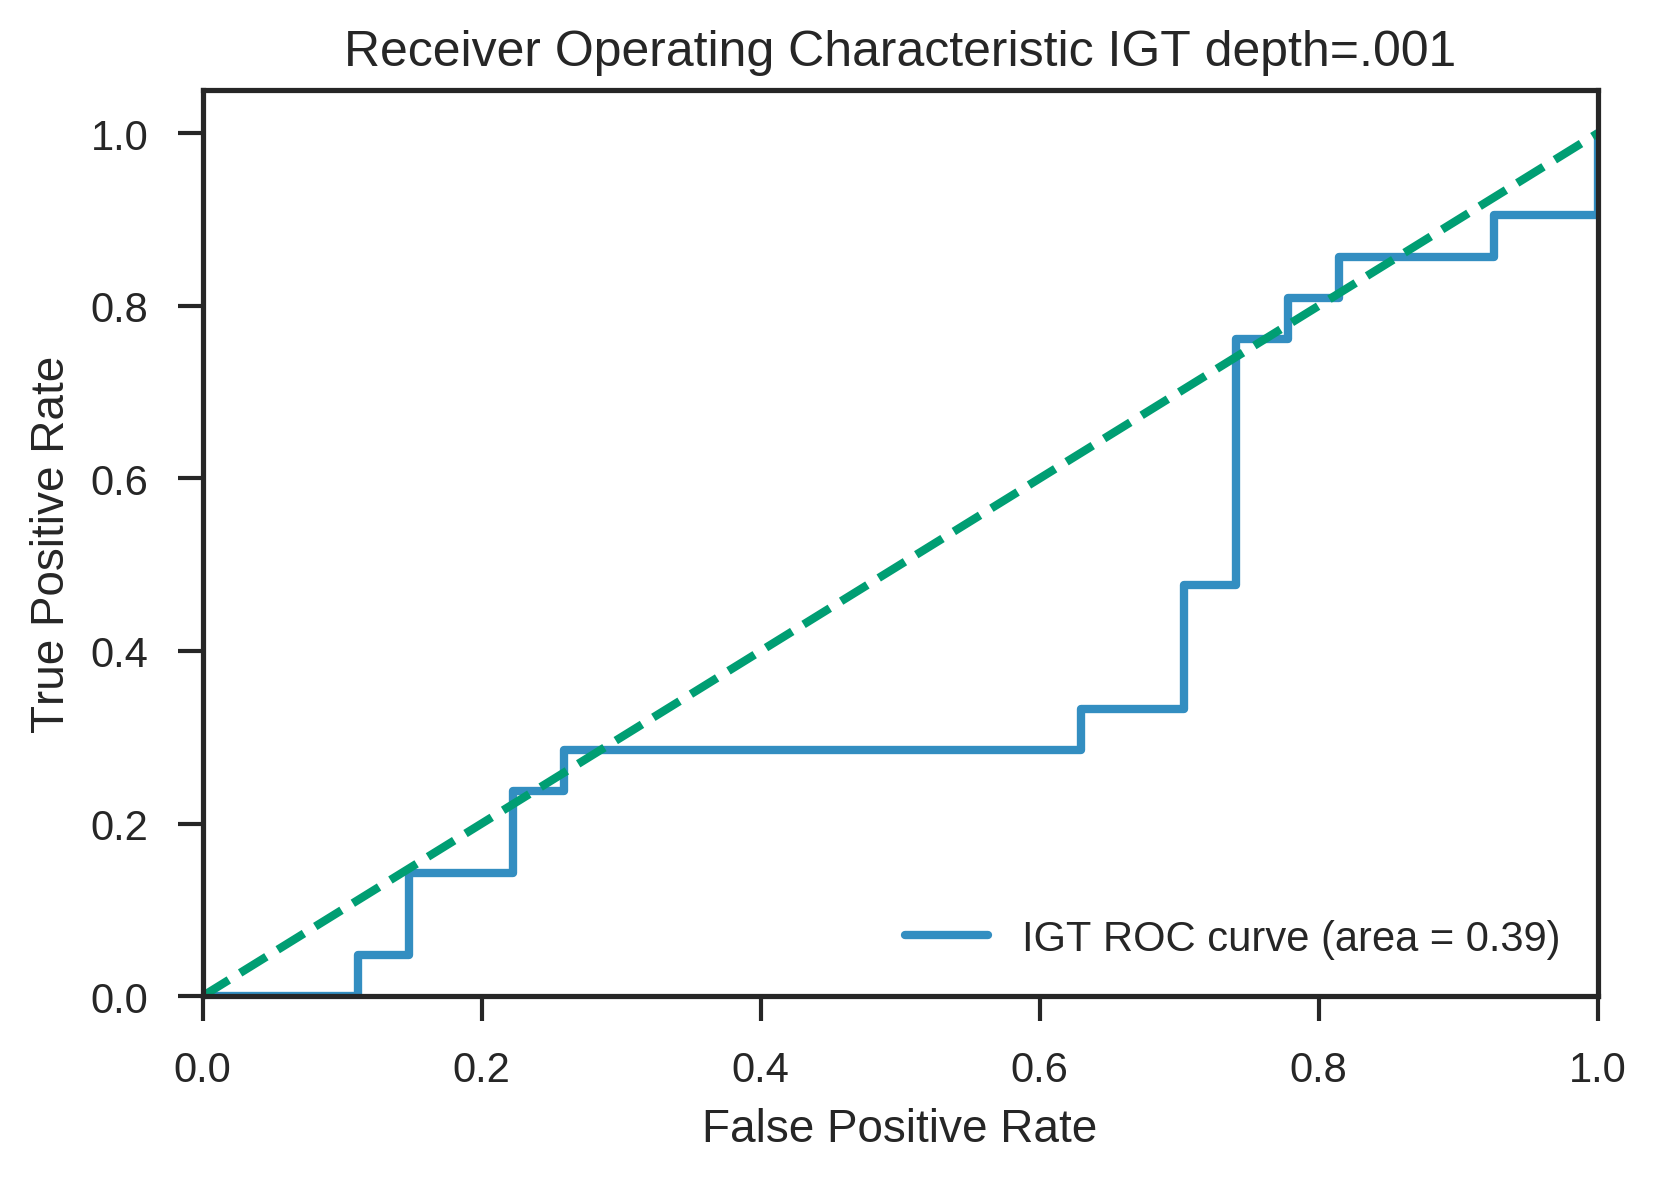 Receiver Operating Characteristic IGT depth=.001
1.0
0.8
0.6
0.4
0.2
0.0
True Positive Rate
IGT ROC curve (area = 0.39)
0.0 0.2 0.4 0.6 0.8 1.0
False Positive Rate